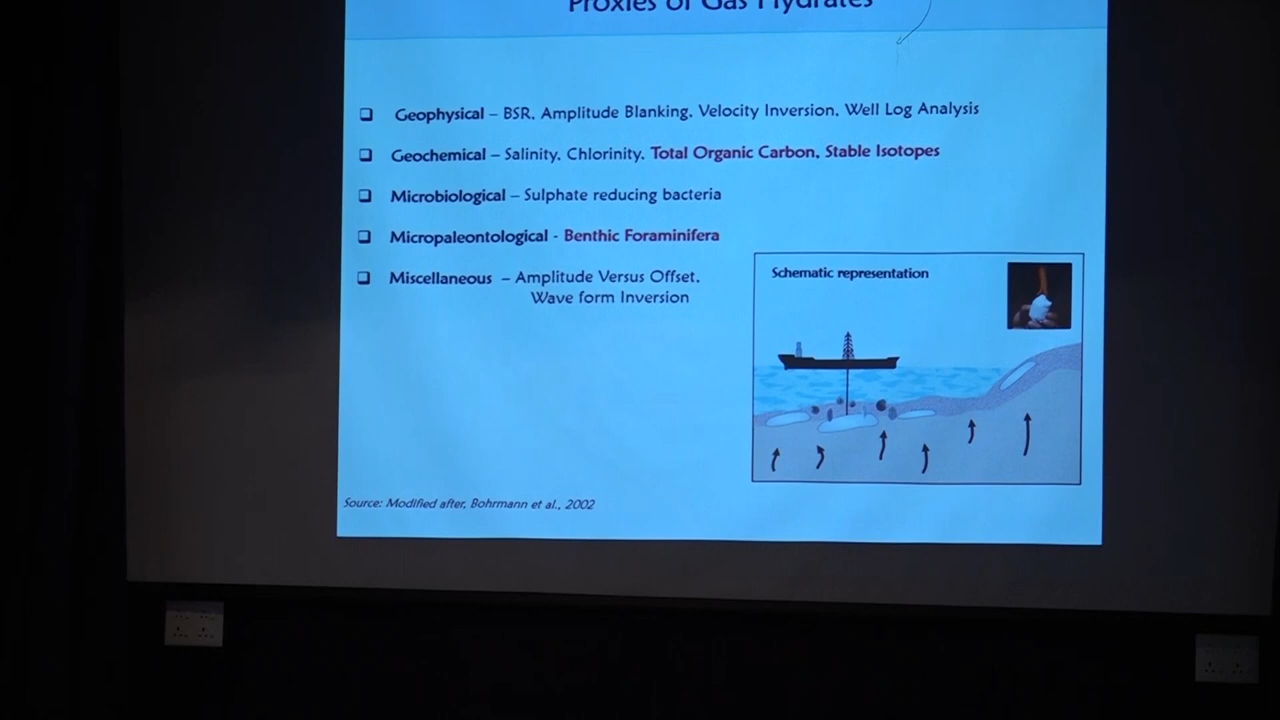 Proxies of Gas Hydrates
Geophysical – BSR, Amplitude Blanking, Velocity Inversion, Well Log Analysis
Geochemical – Salinity, Chlorinity, Total Organic Carbon, Stable Isotopes
Microbiological – Sulphate reducing bacteria
Micropaleontological - Benthic Foraminifera
Miscellaneous – Amplitude Versus Offset,
Wave form Inversion
Schematic representation
Source: Modified after, Bohrmann et al., 2002